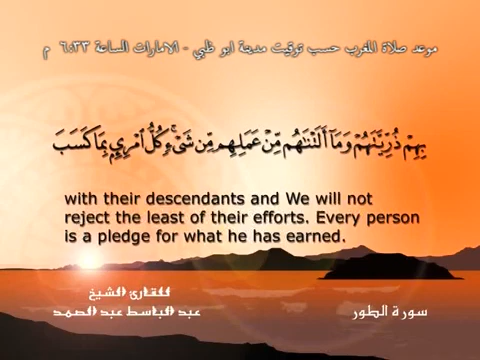 موعد صلاة المغرب حسب توقيت مدينة ابو ظبي - الامارات الساعة ٦:٣٣ م
بِهِمْ ذُرِّيَّتَهُمْ وَمَآ أَلَتْنَٰهُم مِّنْ عَمَلِهِم مِّن شَىْءٍ ۚ كُلُّ ٱمْرِئٍۭ بِمَا كَسَبَ
with their descendants and We will not
reject the least of their efforts. Every person
is a pledge for what he has earned.
للقارئ الشيخ
عبد الباسط عبد الصمد
سورة الطور